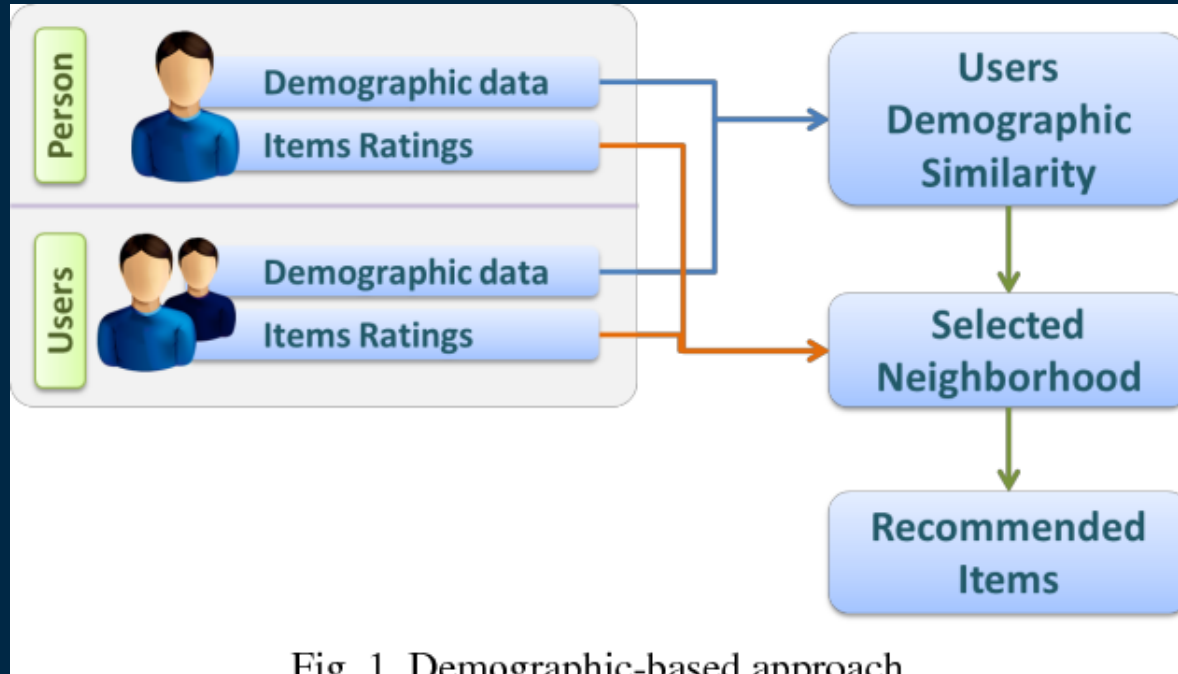 Person
Demographic data
Items Ratings
Users
Demographic data
Items Ratings
Users
Demographic
Similarity
Selected
Neighborhood
Recommended
Items
Fig. 1. Demographic-based approach